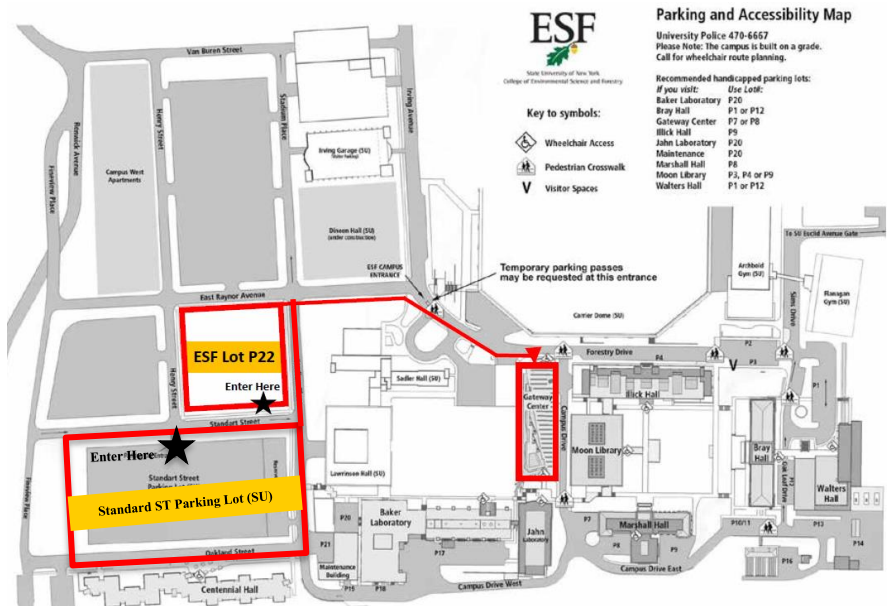 ESF
State University of New York
College of Environmental Science and Forestry
Parking and Accessibility Map
University Police 470-6667
Please Note: The campus is built on a grade.
Call for wheelchair route planning.
Recommended handicapped parking lots:
If you visit: Use Lot#:
Baker Laboratory P20
Bray Hall P1 or P12
Gateway Center P7 or P8
Illick Hall P9
Jahn Laboratory P20
Maintenance P20
Marshall Hall P8
Moon Library P3, P4 or P9
Walters Hall P1 or P12
Key to symbols:
Wheelchair Access
Pedestrian Crosswalk
V Visitor Spaces
Van Buren Street
Renwick Avenue
Henry Street
Stadium Place
Irving Avenue
Fineview Place
Campus West
Apartments
Irving Garage (SU)
Dineen Hall (SU)
(under construction)
ESF CAMPUS
ENTRANCE
Temporary parking passes
may be requested at this entrance
To SU Euclid Avenue Gate
Archbold
Gym (SU)
Flanagan
Gym (SU)
Sims Drive
Carrier Dome (SU)
East Raynor Avenue
ESF Lot P22
Enter Here
Henry Street
Standart Street
Forestry Drive
P2
P3
P4
V
P1
Sadler Hall (SU)
Gateway
Center
Campus Drive
Illick Hall
Moon Library
Bray
Hall
Walters
Hall
Lawrinson Hall (SU)
Enter Here
Standart Street
Standard ST Parking Lot (SU)
Fineview Place
Oakland Street
Centennial Hall
P20
P21
Baker
Laboratory
Maintenance
Building
P15
P18
P17
Jahn
Laboratory
P7
Marshall Hall
P8
P9
P10/11
P13
P14
P16
Campus Drive West
Campus Drive East